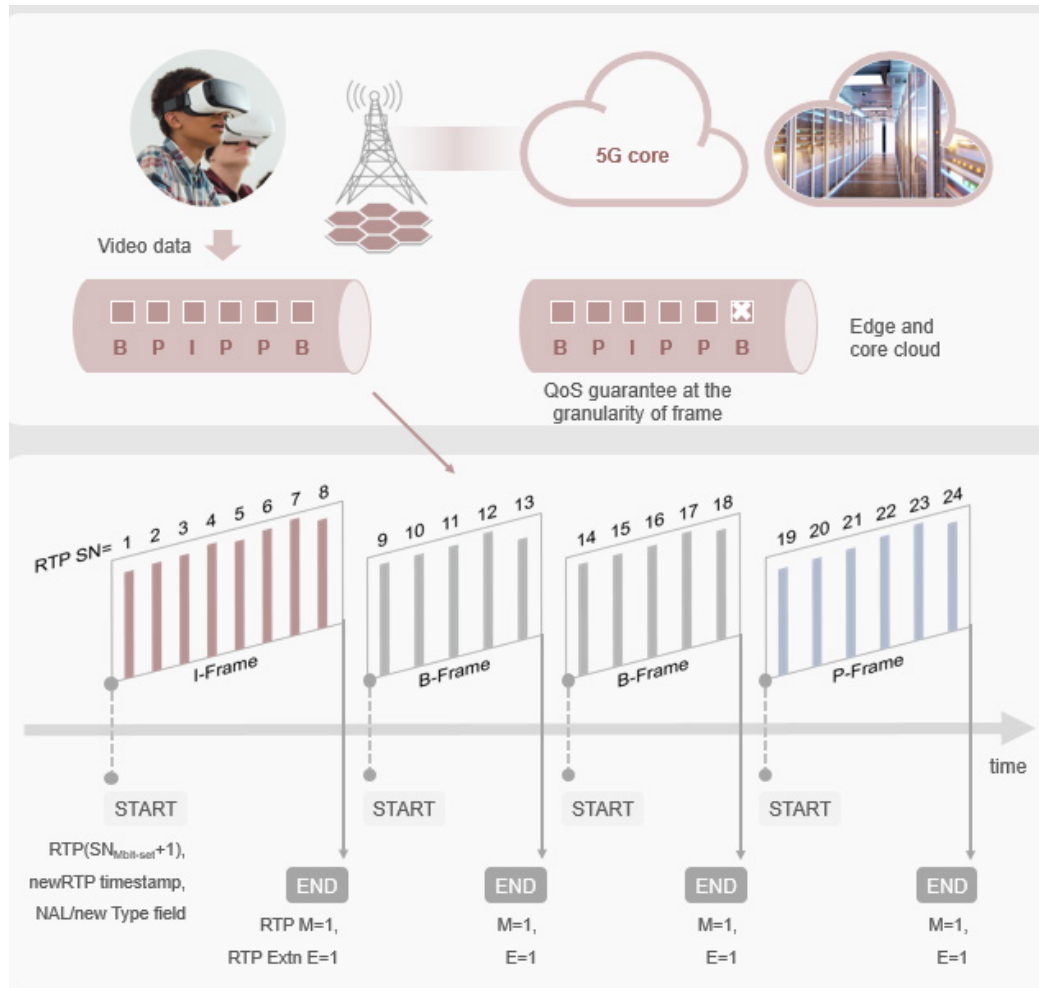 5G core
Video data
B P I P P B
B P I P P B
Edge and
core cloud
QoS guarantee at the
granularity of frame
RTP SN= 1 2 3 4 5 6 7 8
9 10 11 12 13
14 15 16 17 18
19 20 21 22 23 24
I-Frame
B-Frame
B-Frame
P-Frame
time
START
START
START
START
RTP(SNMbit-set+1),
newRTP timestamp,
NAL/new Type field
END
END
END
END
RTP M=1,
RTP Extn E=1
M=1,
E=1
M=1,
E=1
M=1,
E=1